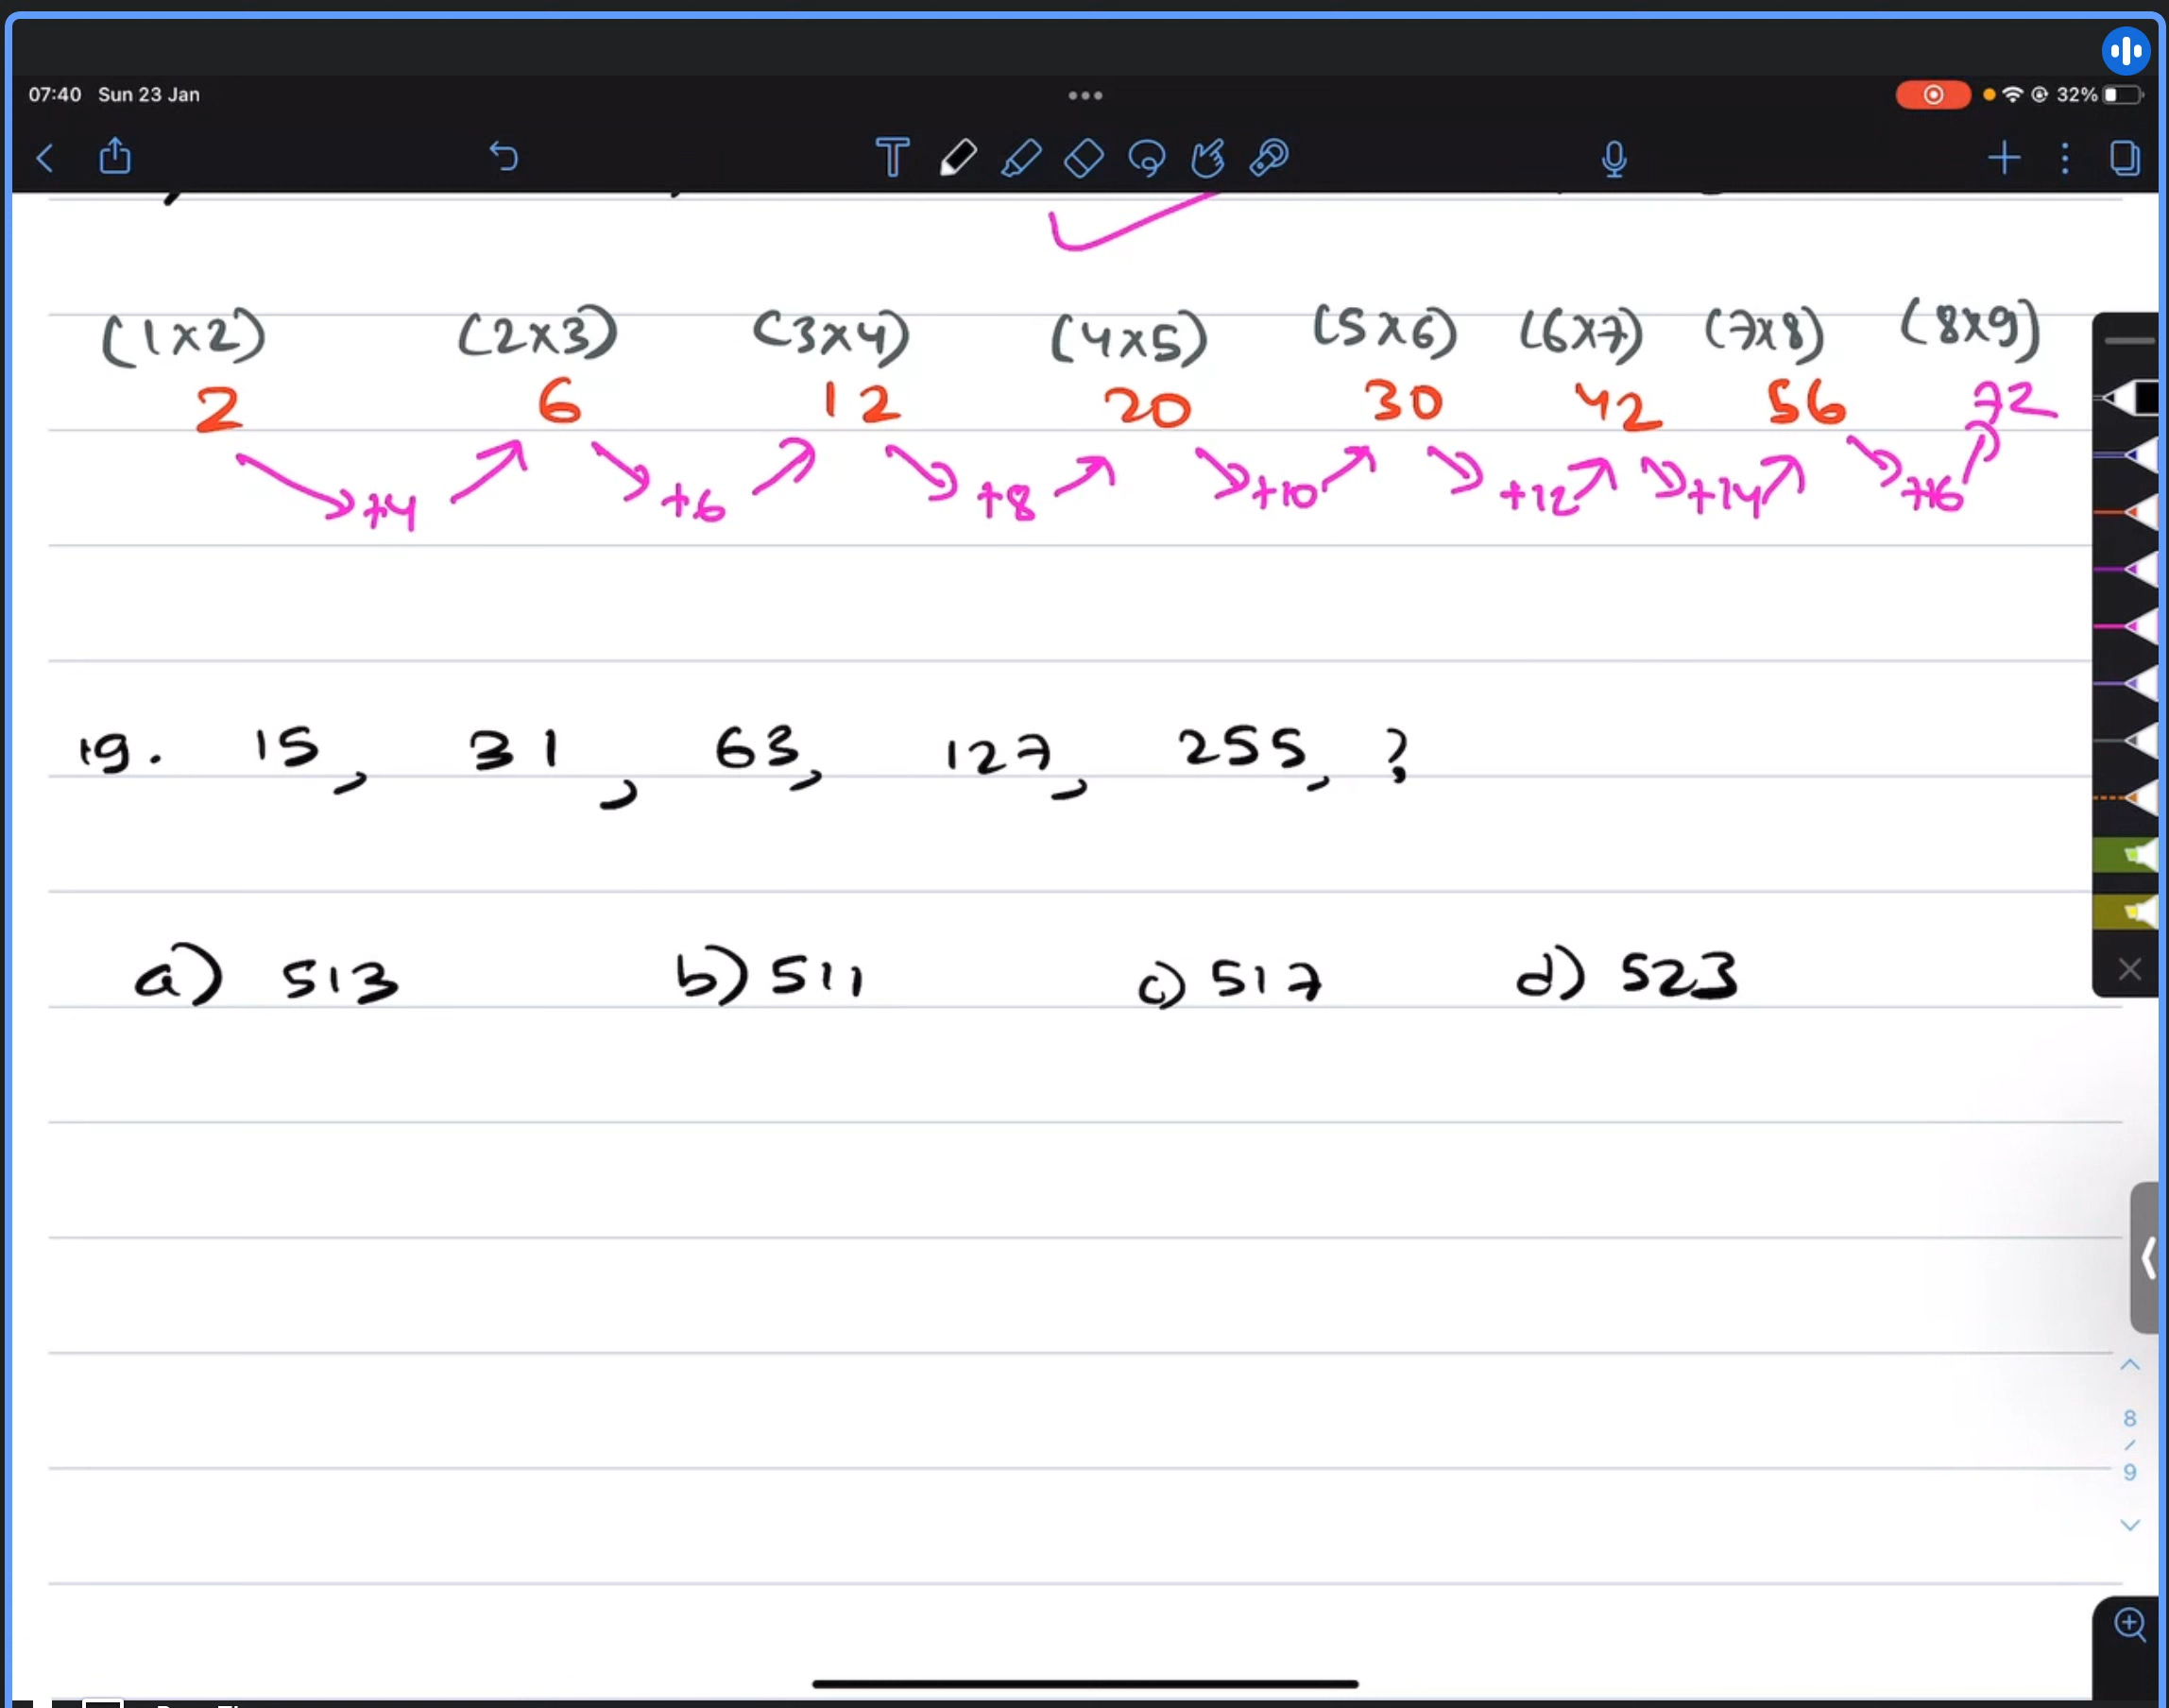 07:40 Sun 23 Jan
32%
(1x2) (2x3) (3x4) (4x5) (5x6) (6x7) (7x8) (8x9)
2 6 12 20 30 42 56 72
+4 +6 +8 +10 +12 +14 +16
19. 15, 31, 63, 127, 255, ?
a) 513 b) 511 c) 517 d) 523
8
/
9